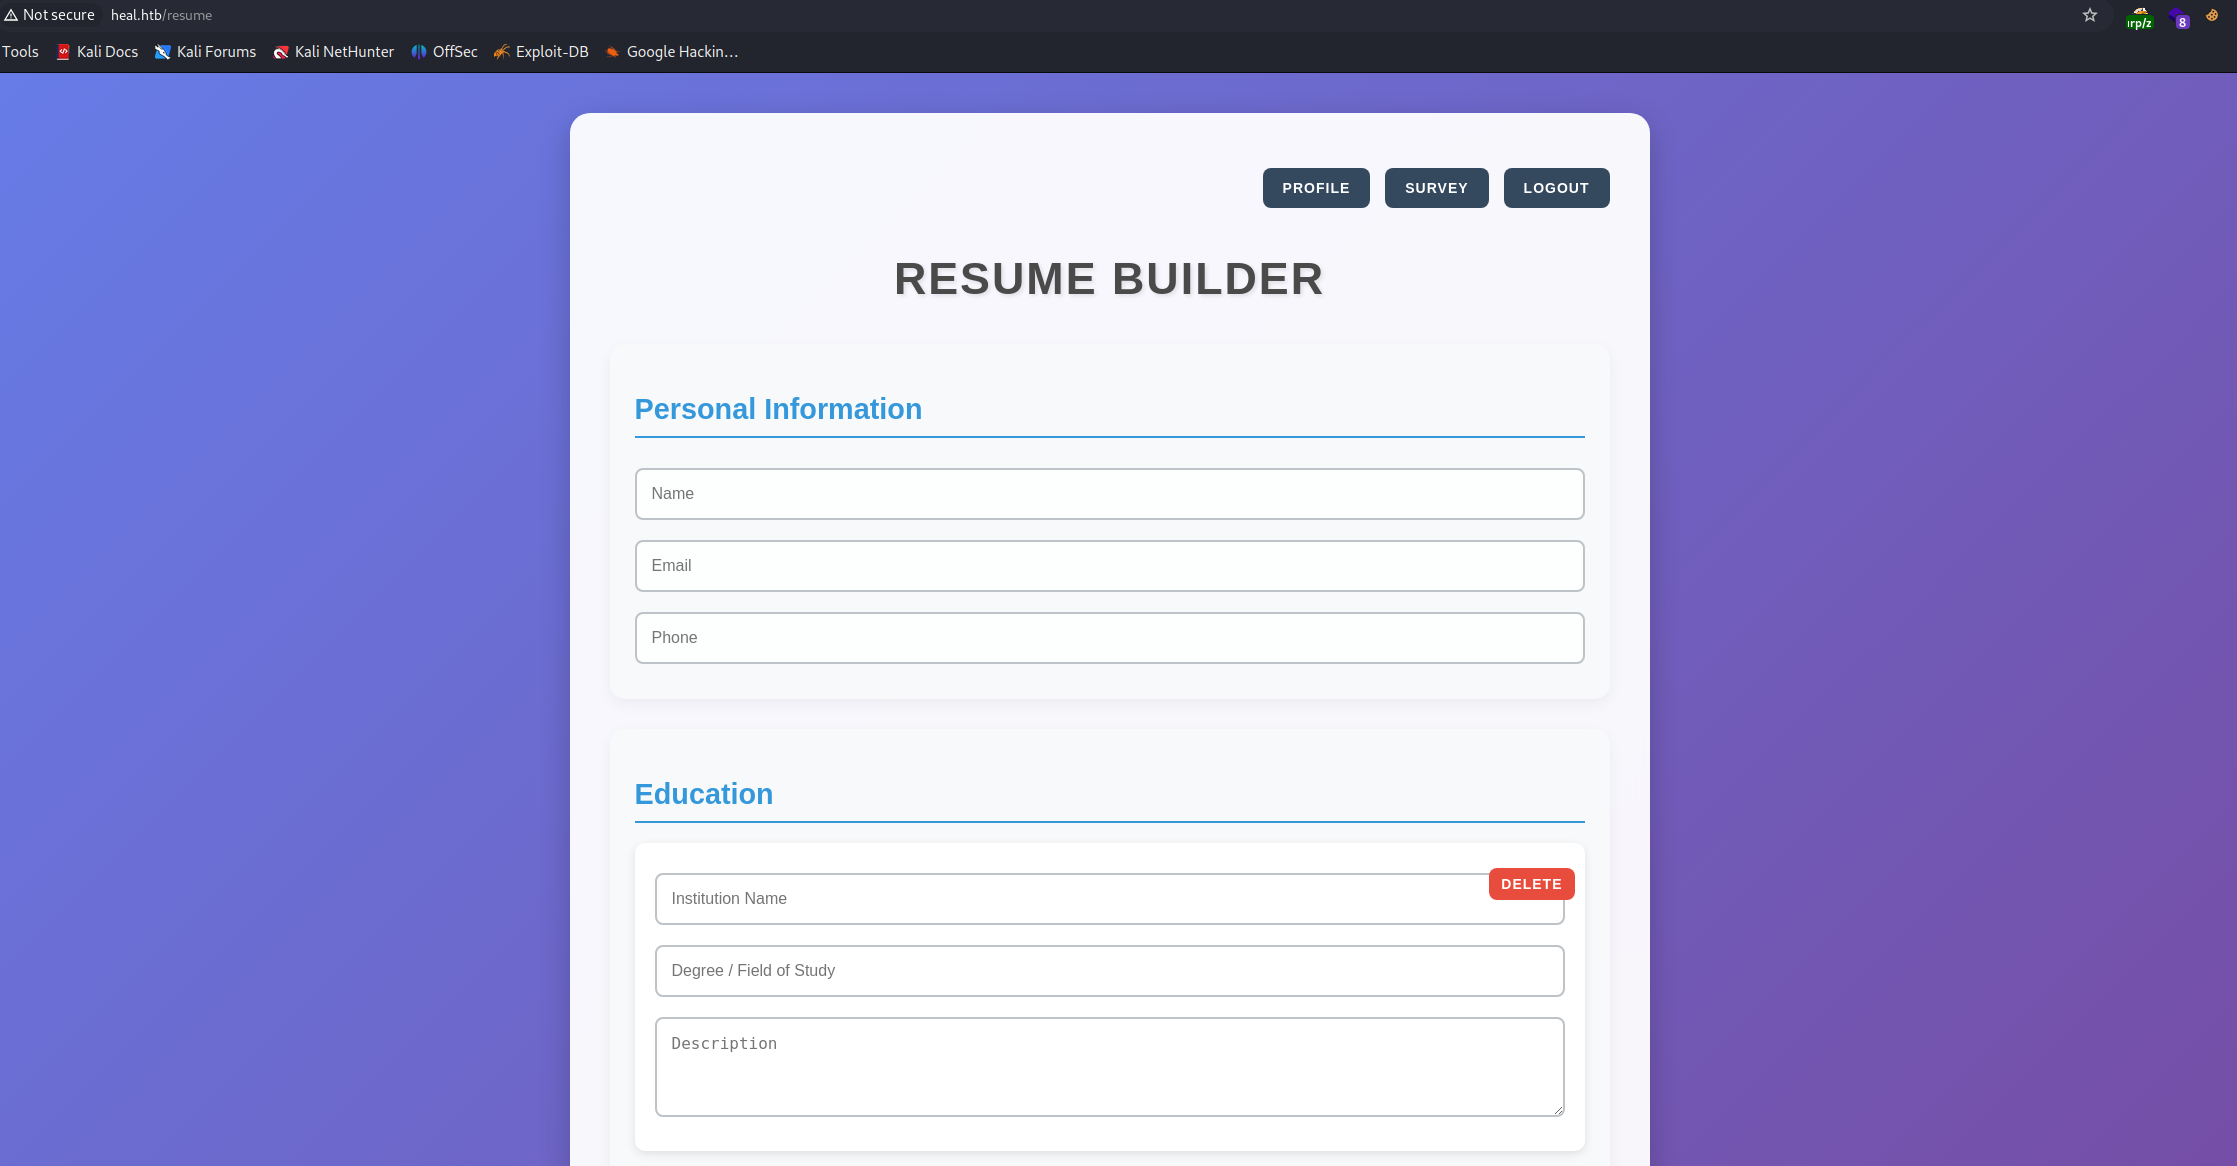 Not secure heal.htb/resume
rp/z 8
Tools Kali Docs Kali Forums Kali NetHunter OffSec Exploit-DB Google Hackin…
PROFILE SURVEY LOGOUT
RESUME BUILDER
Personal Information
Name
Email
Phone
Education
DELETE
Institution Name
Degree / Field of Study
Description